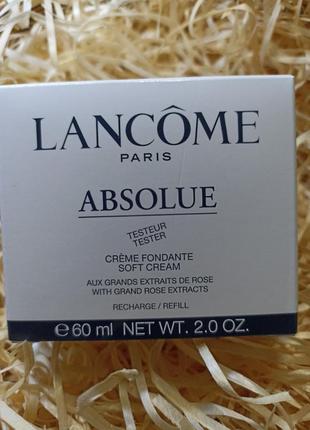 LANCÔME
PARIS
ABSOLUE
TESTEUR
TESTER
CRÈME FONDANTE
SOFT CREAM
AUX GRANDS EXTRAITS DE ROSE
WITH GRAND ROSE EXTRACTS
RECHARGE / REFILL
℮ 60 ml NET WT. 2.0 OZ.